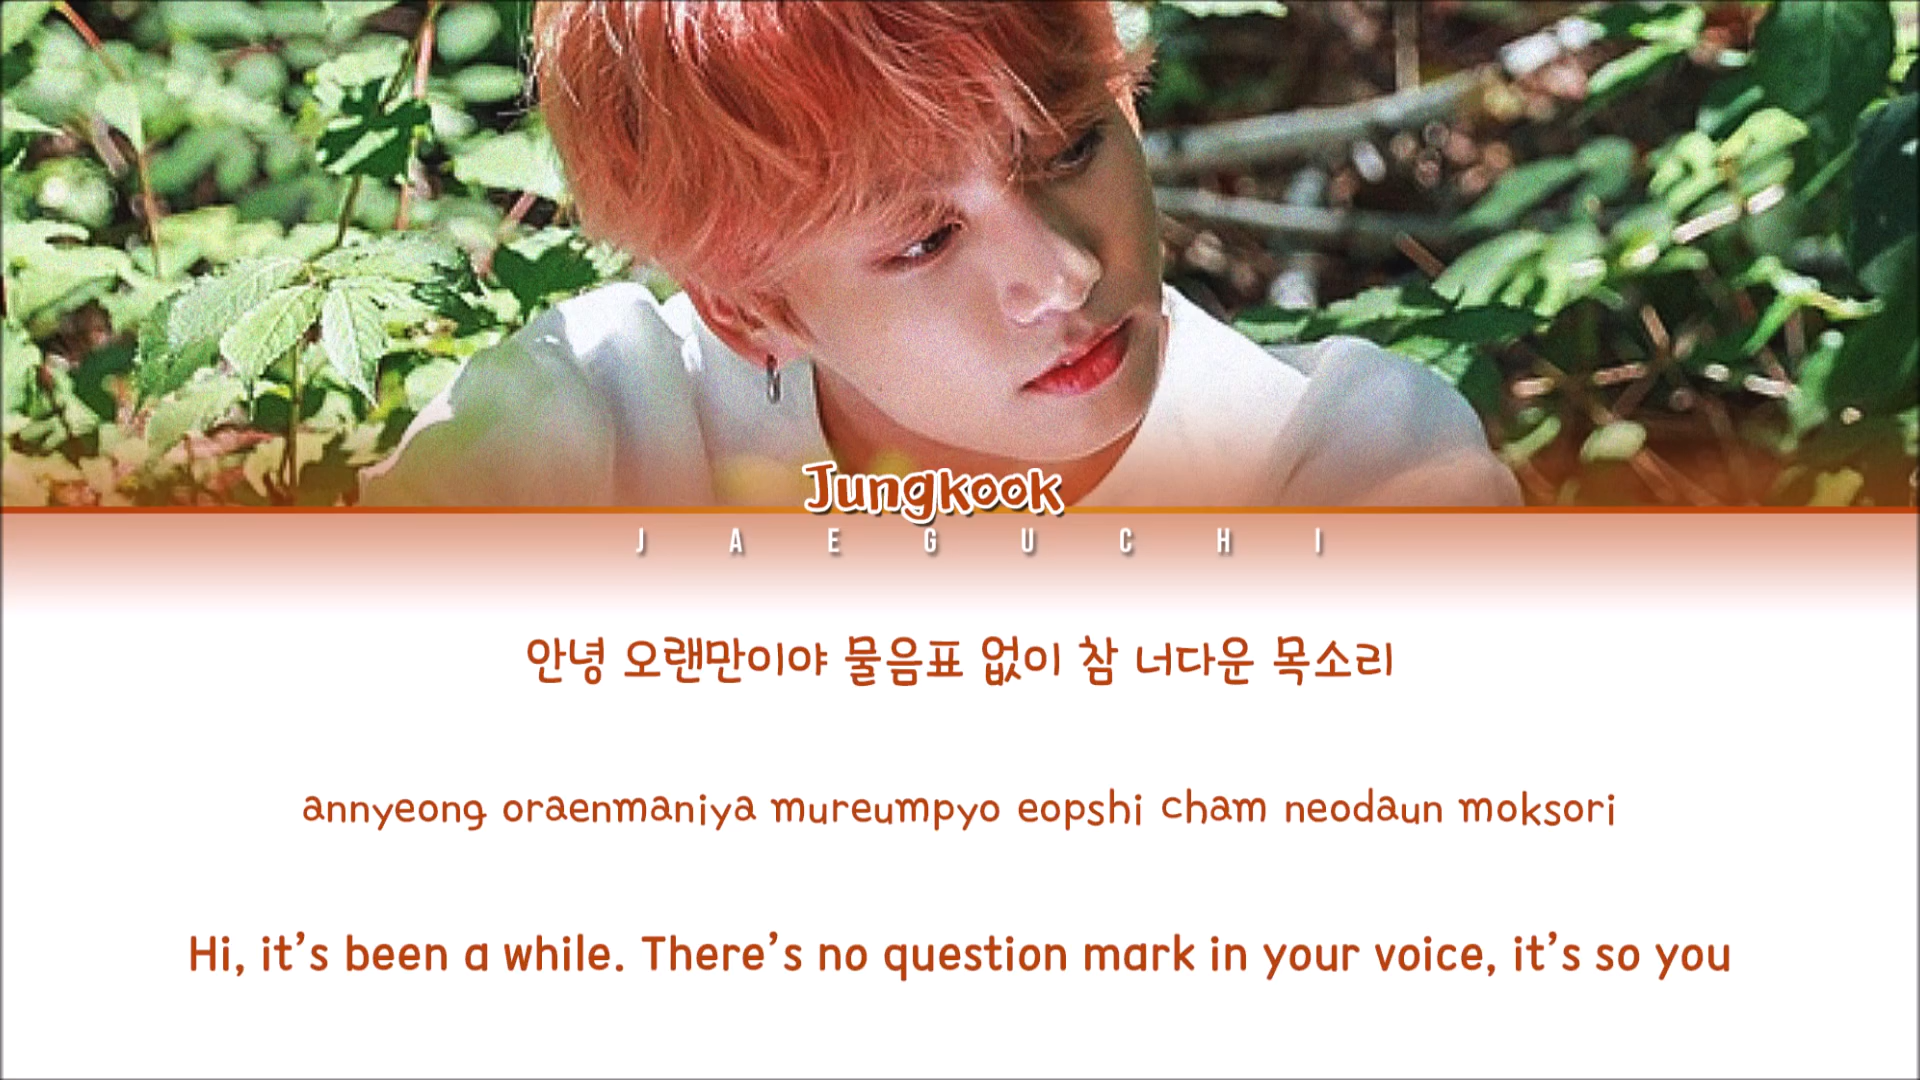 Jungkook
JAEGUCHI
안녕 오랜만이야 물음표 없이 참 너다운 목소리
annyeong oraenmaniya mureumpyo eopshi cham neodaun moksori
Hi, it’s been a while. There’s no question mark in your voice, it’s so you